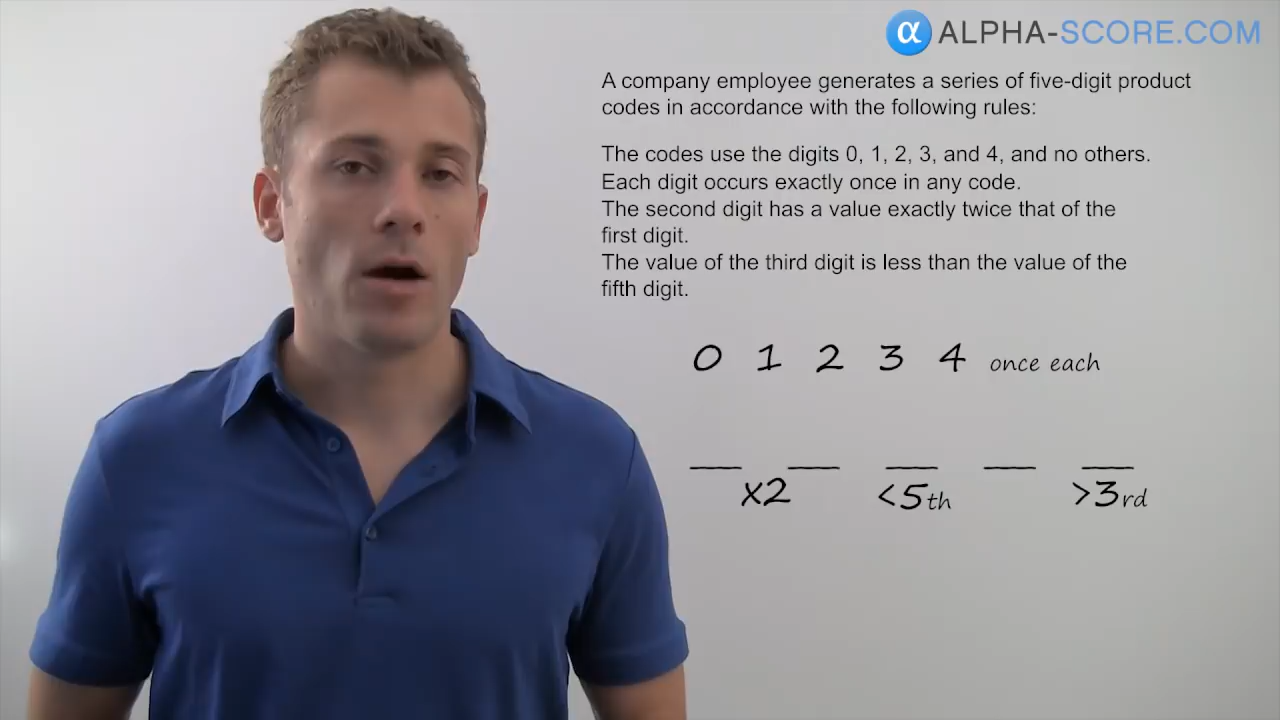 α ALPHA-SCORE.COM
A company employee generates a series of five-digit product
codes in accordance with the following rules:
The codes use the digits 0, 1, 2, 3, and 4, and no others.
Each digit occurs exactly once in any code.
The second digit has a value exactly twice that of the
first digit.
The value of the third digit is less than the value of the
fifth digit.
0 1 2 3 4 once each
x2 <5th >3rd